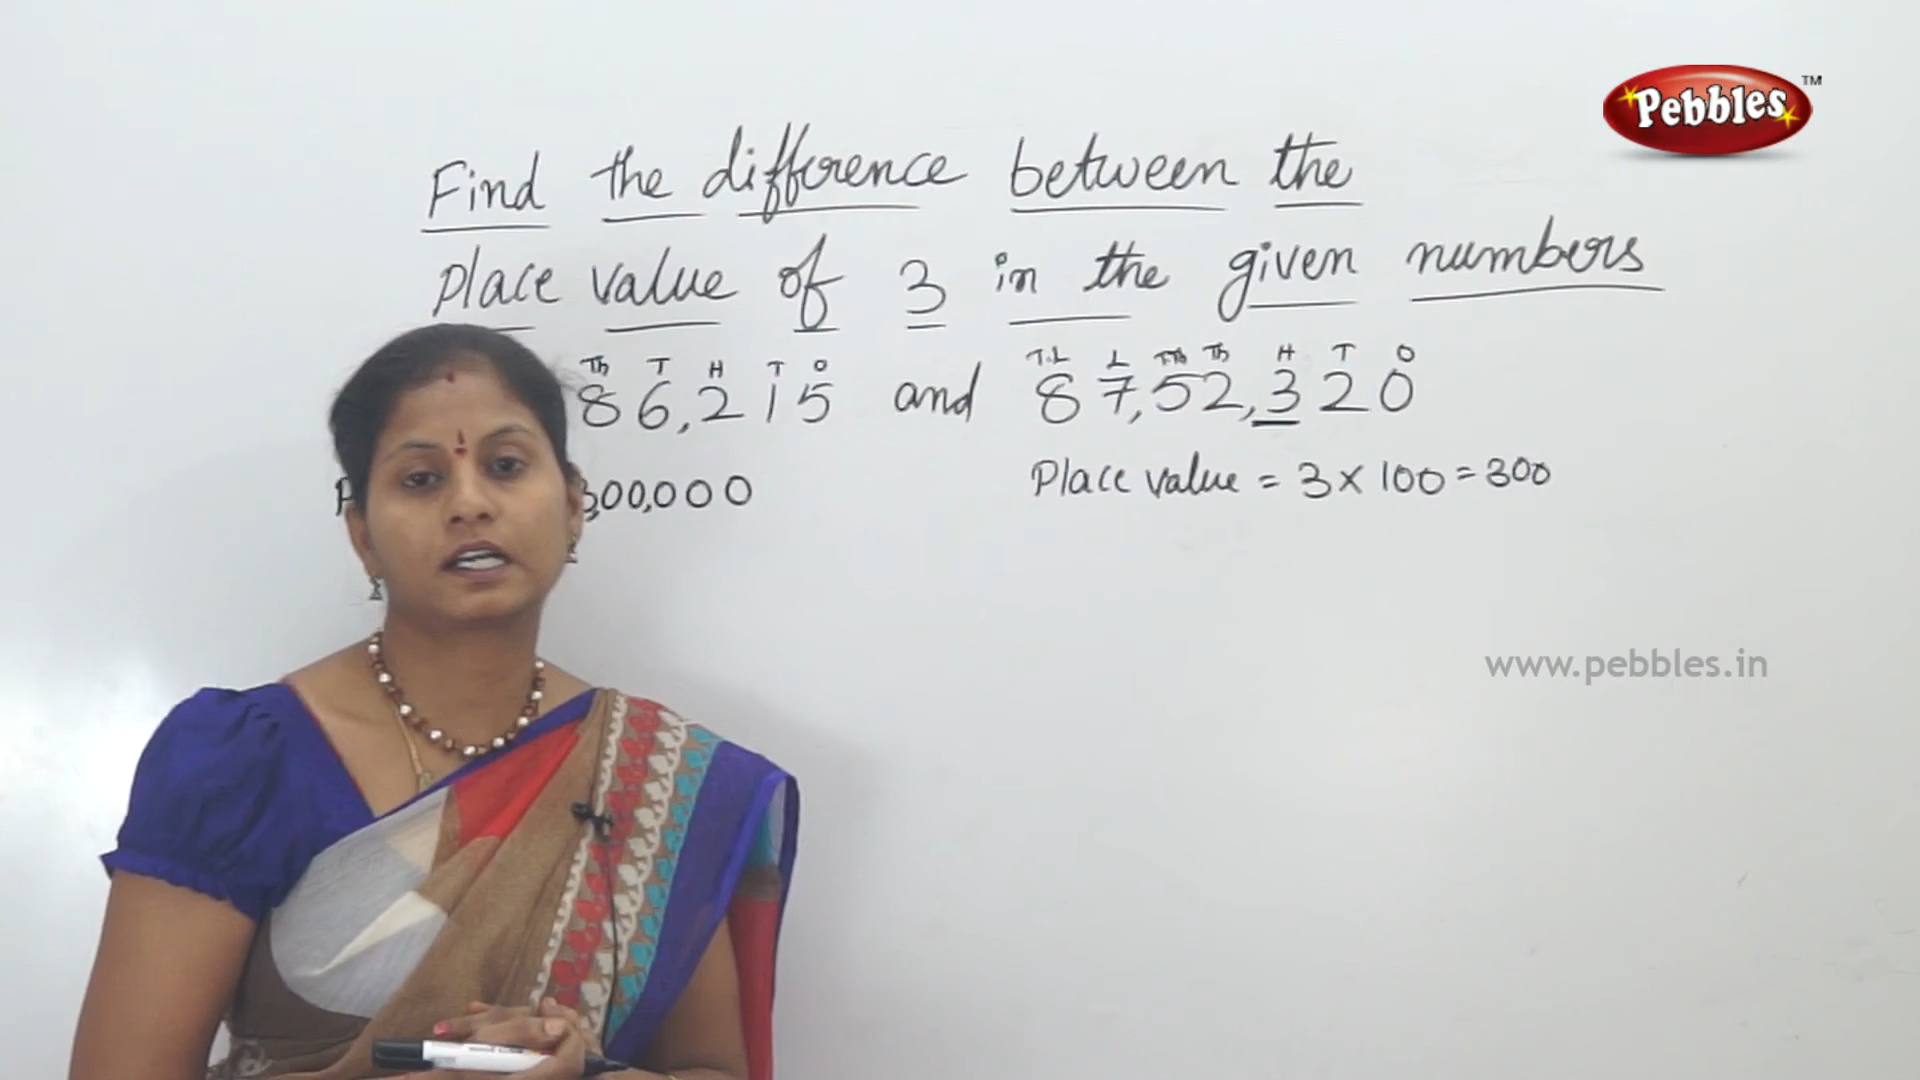 Pebbles TM
Find the difference between the
place value of 3 in the given numbers
Th T H T O T.L L T.Th Th H T O
86,215 and 87,52,320
00,000 Place value = 3 x 100 = 300
www.pebbles.in